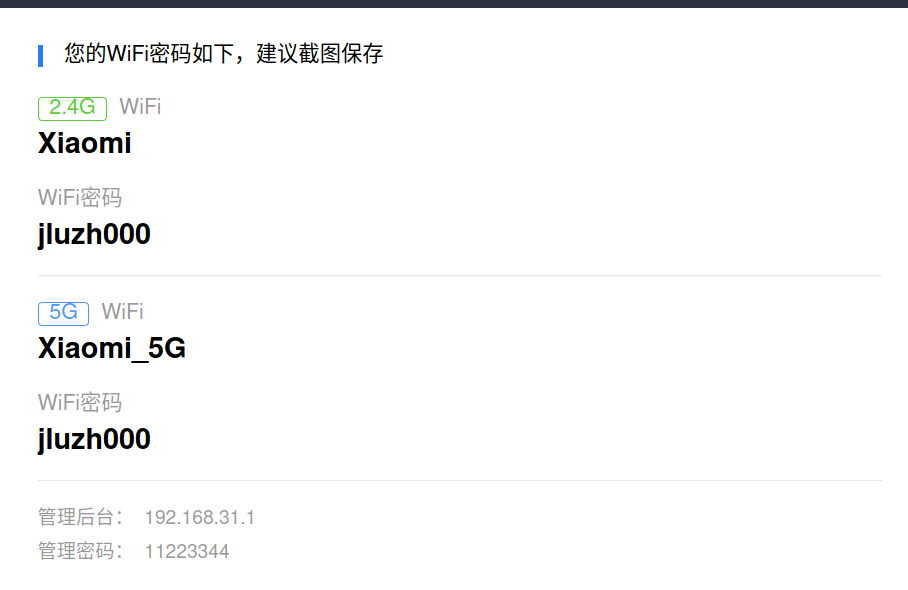 您的WiFi密码如下，建议截图保存
2.4G WiFi
Xiaomi
WiFi密码
jluzh000
5G WiFi
Xiaomi_5G
WiFi密码
jluzh000
管理后台： 192.168.31.1
管理密码： 11223344